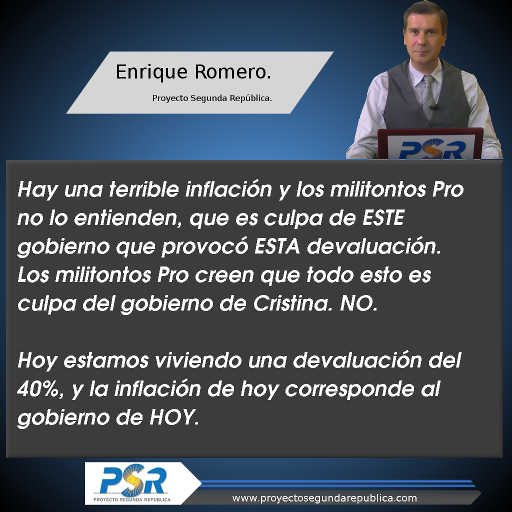 Enrique Romero.
Proyecto Segunda República.
PSR
Hay una terrible inflación y los militontos Pro
no lo entienden, que es culpa de ESTE
gobierno que provocó ESTA devaluación.
Los militontos Pro creen que todo esto es
culpa del gobierno de Cristina. NO.
Hoy estamos viviendo una devaluación del
40%, y la inflación de hoy corresponde al
gobierno de HOY.
PSR
PROYECTO SEGUNDA REPUBLICA
www.proyectosegundarepublica.com